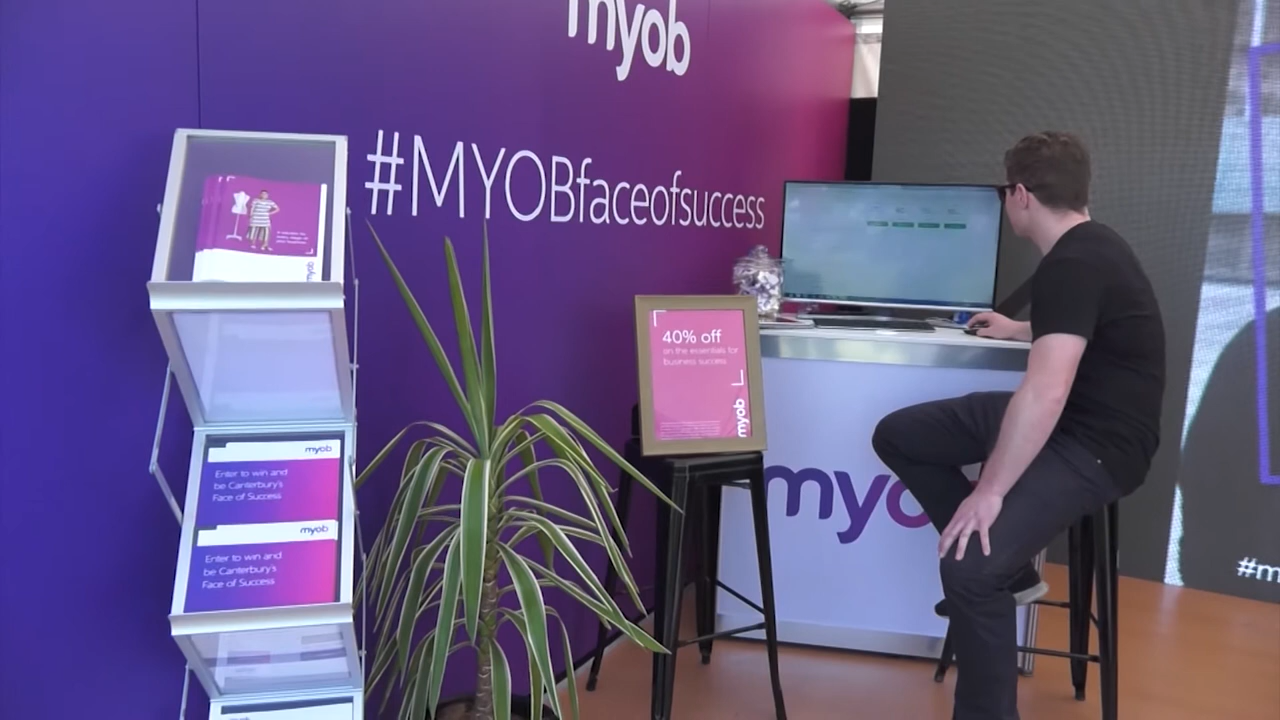 myob
#MYOBfaceofsuccess
myob
myob
Enter to win and
be Canterbury's
Face of Success
myob
Enter to win and
be Canterbury's
Face of Success
40% off
on the essentials for
business success
myob
myo
#m